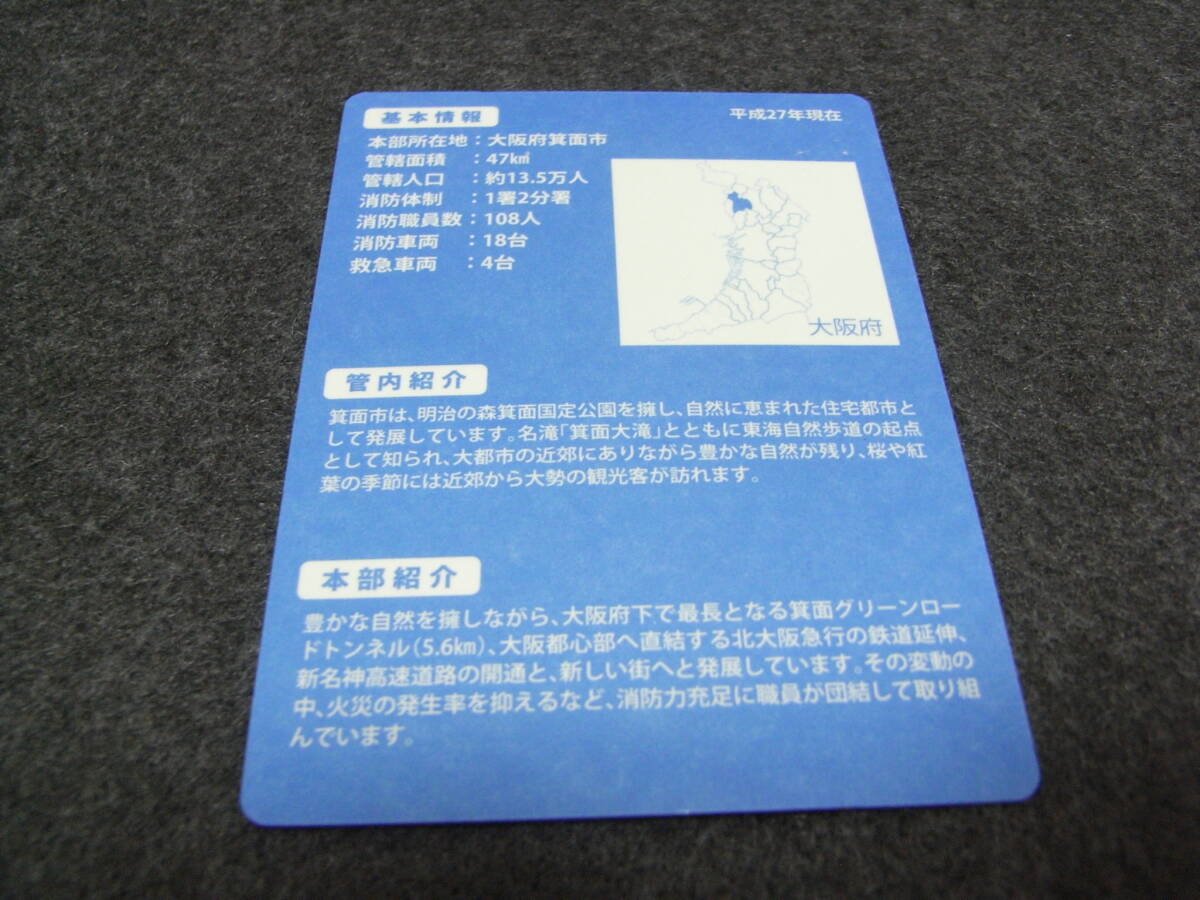 基本情報
平成27年現在
本部所在地：大阪府箕面市
管轄面積　：47㎢
管轄人口　：約13.5万人
消防体制　：1署2分署
消防職員数：108人
消防車両　：18台
救急車両　：4台
大阪府
管内紹介
箕面市は、明治の森箕面国定公園を擁し、自然に恵まれた住宅都市と
して発展しています。名滝「箕面大滝」とともに東海自然歩道の起点
として知られ、大都市の近郊にありながら豊かな自然が残り、桜や紅
葉の季節には近郊から大勢の観光客が訪れます。
本部紹介
豊かな自然を擁しながら、大阪府下で最長となる箕面グリーンロー
ドトンネル（5.6㎞）、大阪都心部へ直結する北大阪急行の鉄道延伸、
新名神高速道路の開通と、新しい街へと発展しています。その変動の
中、火災の発生率を抑えるなど、消防力充足に職員が団結して取り組
んでいます。